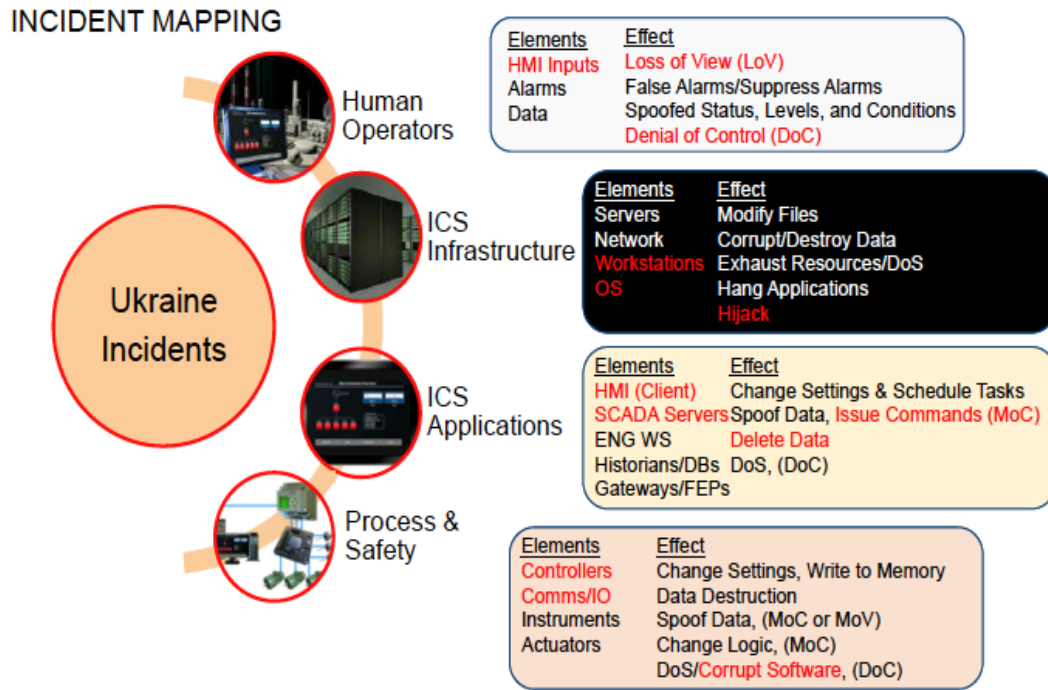 INCIDENT MAPPING
Ukraine
Incidents
Human
Operators
Elements Effect
HMI Inputs Loss of View (LoV)
Alarms False Alarms/Suppress Alarms
Data Spoofed Status, Levels, and Conditions
Denial of Control (DoC)
ICS
Infrastructure
Elements Effect
Servers Modify Files
Network Corrupt/Destroy Data
Workstations Exhaust Resources/DoS
OS Hang Applications
Hijack
ICS
Applications
Elements Effect
HMI (Client) Change Settings & Schedule Tasks
SCADA Servers Spoof Data, Issue Commands (MoC)
ENG WS Delete Data
Historians/DBs DoS, (DoC)
Gateways/FEPs
Process &
Safety
Elements Effect
Controllers Change Settings, Write to Memory
Comms/IO Data Destruction
Instruments Spoof Data, (MoC or MoV)
Actuators Change Logic, (MoC)
DoS/Corrupt Software, (DoC)